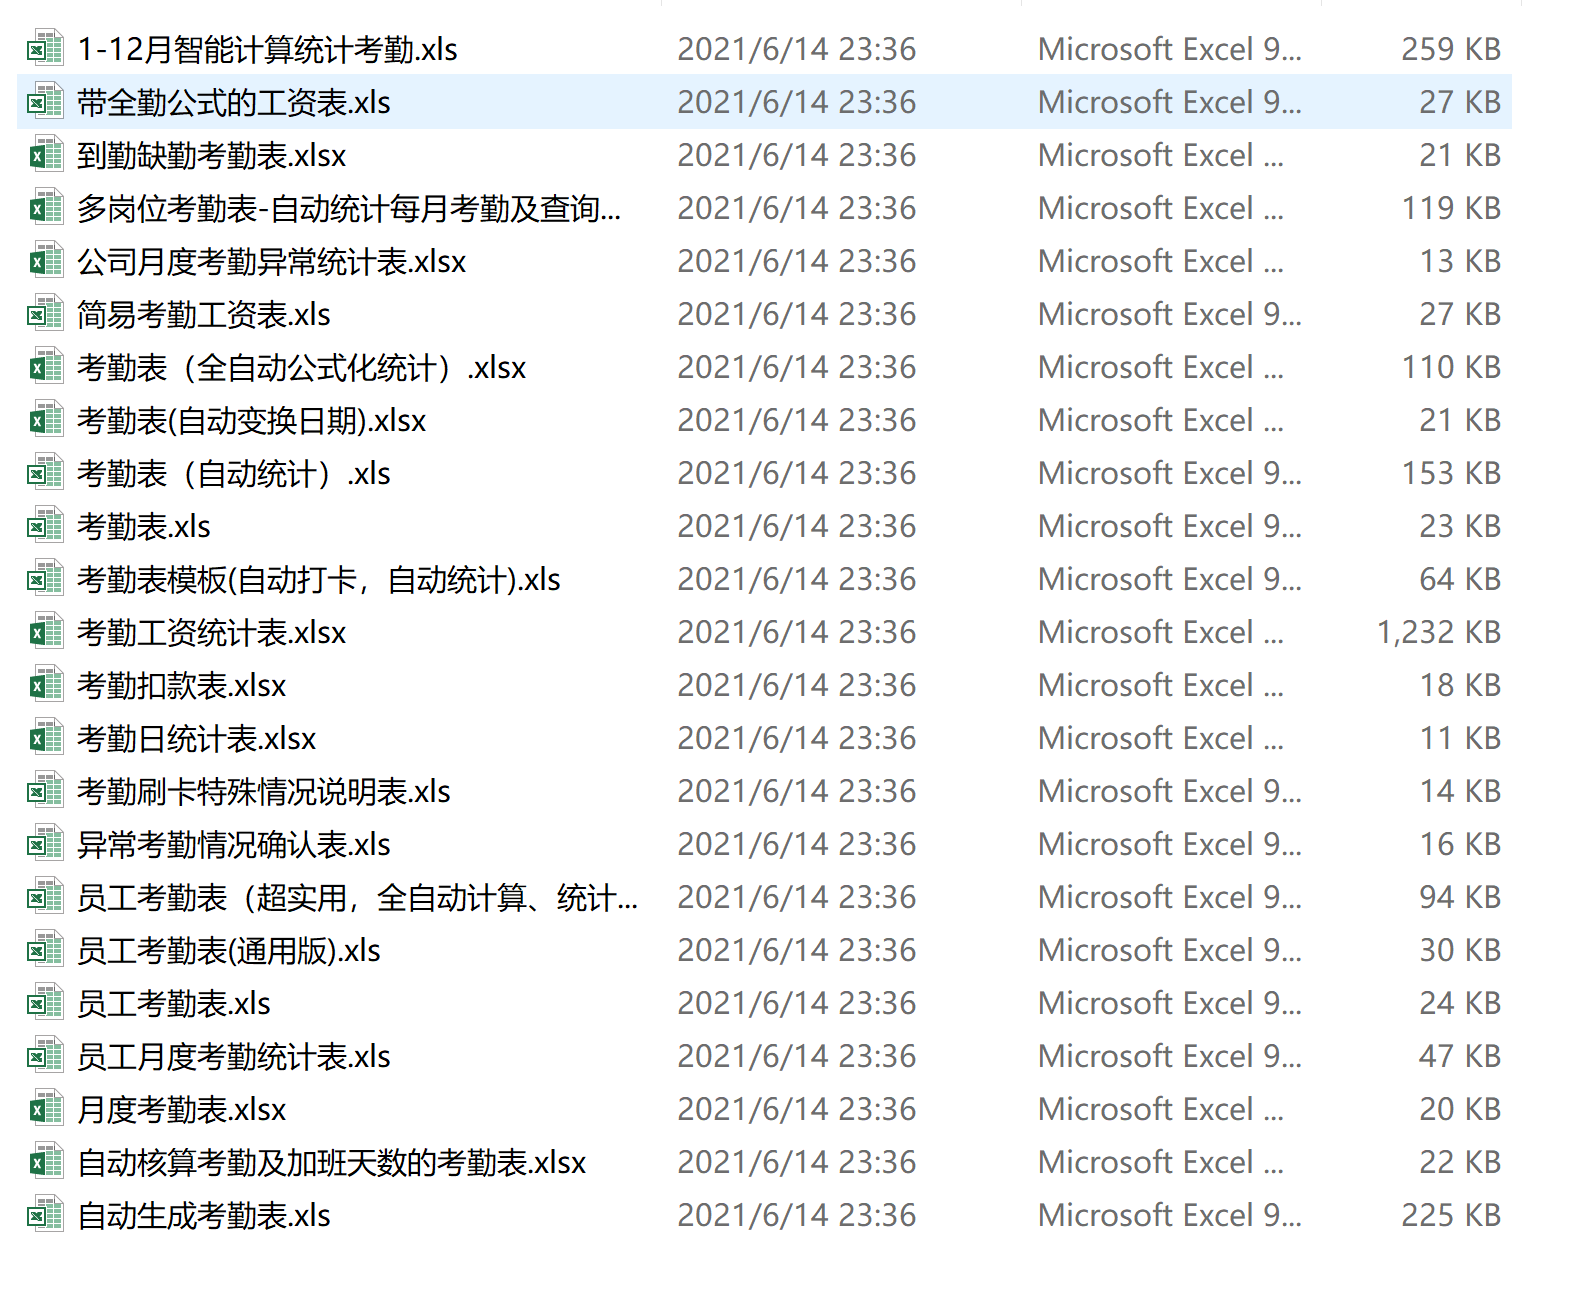 1-12月智能计算统计考勤.xls 2021/6/14 23:36 Microsoft Excel 9... 259 KB
带全勤公式的工资表.xls 2021/6/14 23:36 Microsoft Excel 9... 27 KB
到勤缺勤考勤表.xlsx 2021/6/14 23:36 Microsoft Excel ... 21 KB
多岗位考勤表-自动统计每月考勤及查询... 2021/6/14 23:36 Microsoft Excel ... 119 KB
公司月度考勤异常统计表.xlsx 2021/6/14 23:36 Microsoft Excel ... 13 KB
简易考勤工资表.xls 2021/6/14 23:36 Microsoft Excel 9... 27 KB
考勤表（全自动公式化统计）.xlsx 2021/6/14 23:36 Microsoft Excel ... 110 KB
考勤表(自动变换日期).xlsx 2021/6/14 23:36 Microsoft Excel ... 21 KB
考勤表（自动统计）.xls 2021/6/14 23:36 Microsoft Excel 9... 153 KB
考勤表.xls 2021/6/14 23:36 Microsoft Excel 9... 23 KB
考勤表模板(自动打卡，自动统计).xls 2021/6/14 23:36 Microsoft Excel 9... 64 KB
考勤工资统计表.xlsx 2021/6/14 23:36 Microsoft Excel ... 1,232 KB
考勤扣款表.xlsx 2021/6/14 23:36 Microsoft Excel ... 18 KB
考勤日统计表.xlsx 2021/6/14 23:36 Microsoft Excel ... 11 KB
考勤刷卡特殊情况说明表.xls 2021/6/14 23:36 Microsoft Excel 9... 14 KB
异常考勤情况确认表.xls 2021/6/14 23:36 Microsoft Excel 9... 16 KB
员工考勤表（超实用，全自动计算、统计... 2021/6/14 23:36 Microsoft Excel 9... 94 KB
员工考勤表(通用版).xls 2021/6/14 23:36 Microsoft Excel 9... 30 KB
员工考勤表.xls 2021/6/14 23:36 Microsoft Excel 9... 24 KB
员工月度考勤统计表.xls 2021/6/14 23:36 Microsoft Excel 9... 47 KB
月度考勤表.xlsx 2021/6/14 23:36 Microsoft Excel ... 20 KB
自动核算考勤及加班天数的考勤表.xlsx 2021/6/14 23:36 Microsoft Excel ... 22 KB
自动生成考勤表.xls 2021/6/14 23:36 Microsoft Excel 9... 225 KB